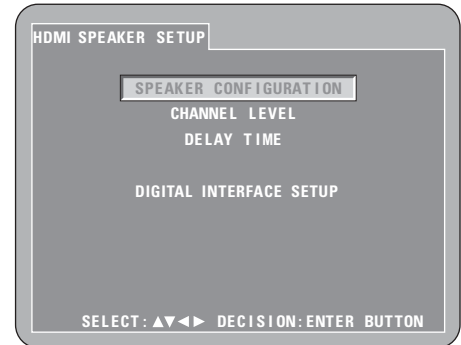 HDMI SPEAKER SETUP
SPEAKER CONFIGURATION
CHANNEL LEVEL
DELAY TIME
DIGITAL INTERFACE SETUP
SELECT:▲▼◄► DECISION:ENTER BUTTON